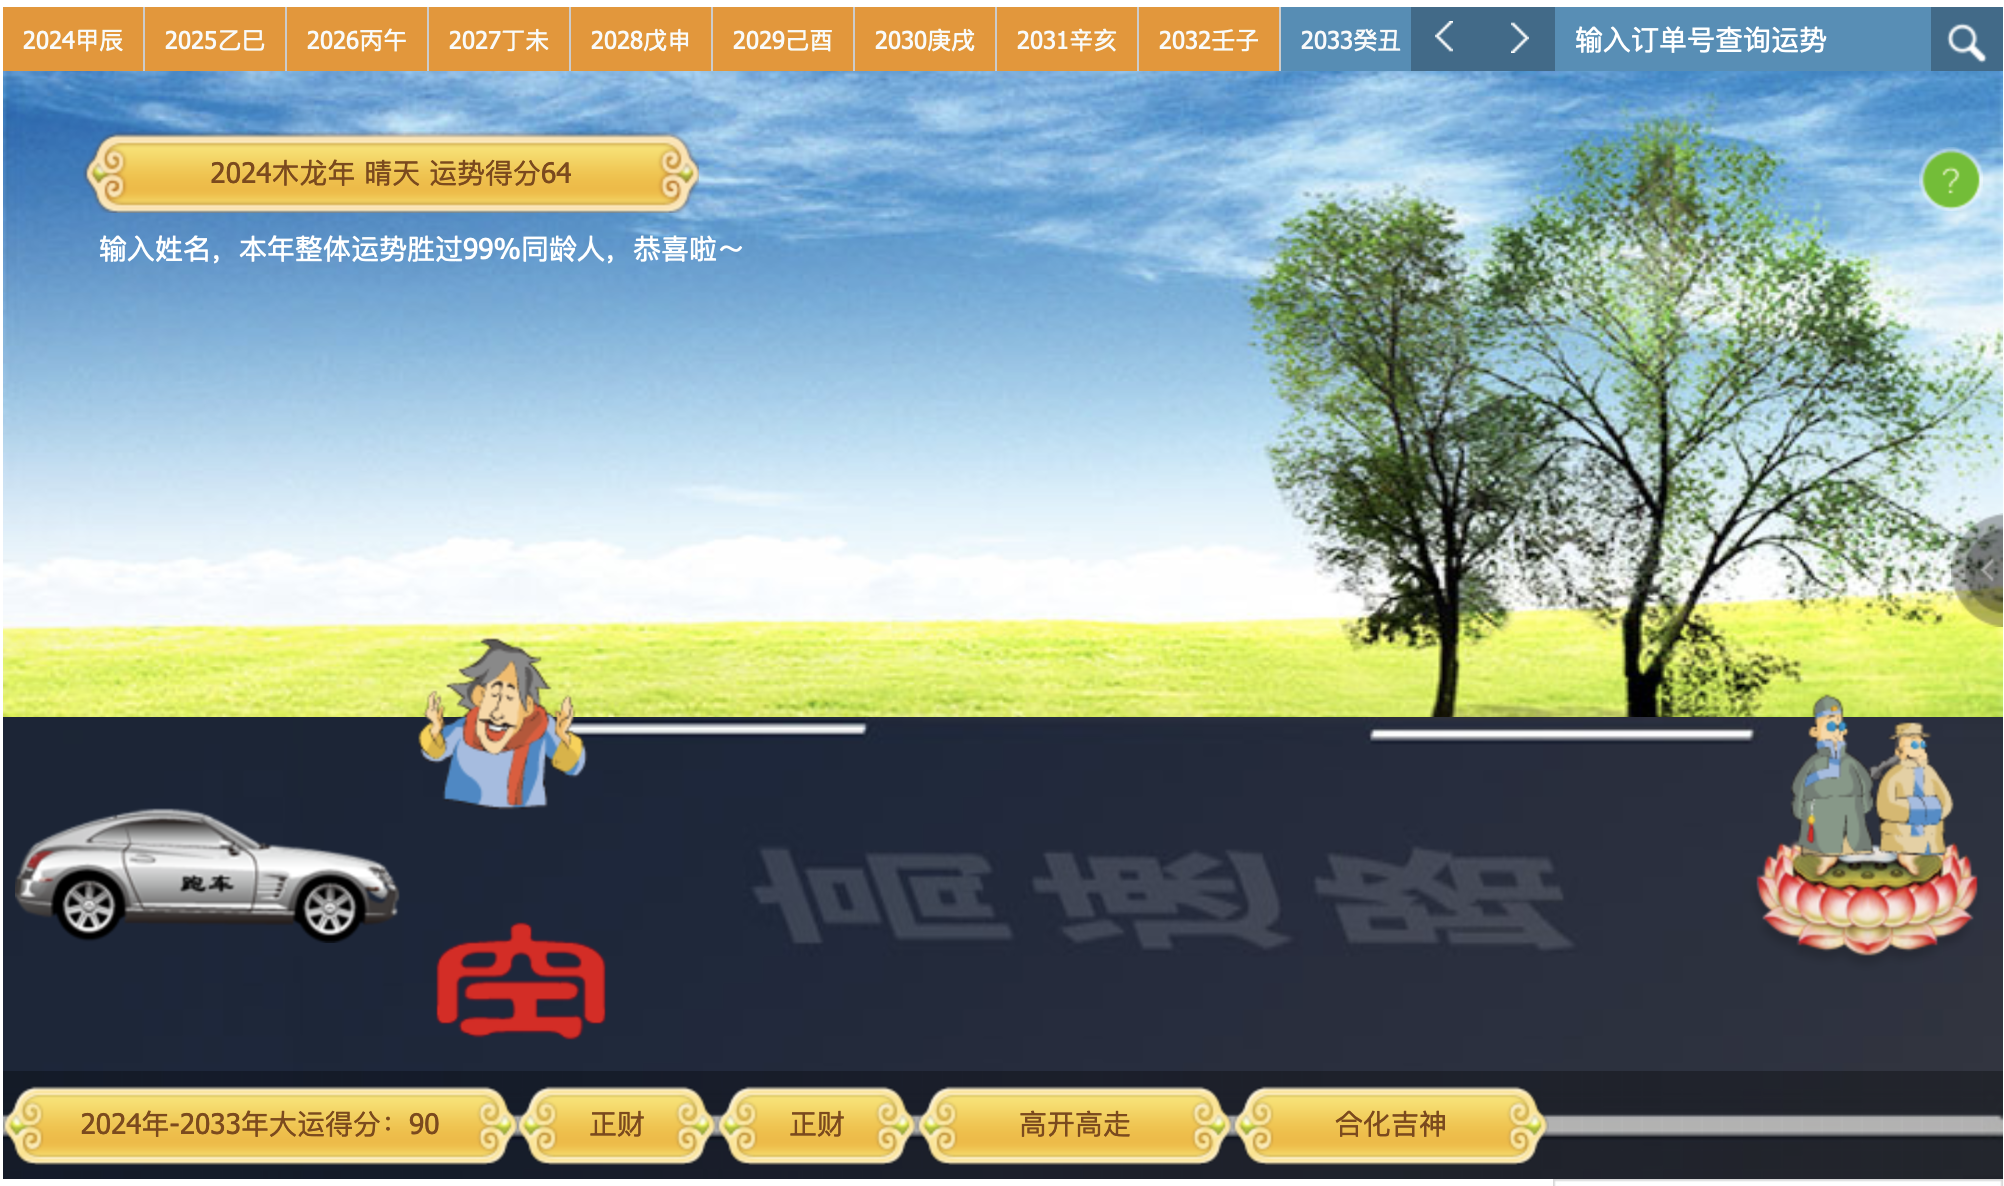 2024甲辰 2025乙巳 2026丙午 2027丁未 2028戊申 2029己酉 2030庚戌 2031辛亥 2032壬子 2033癸丑 输入订单号查询运势
2024木龙年 晴天 运势得分64
?
输入姓名，本年整体运势胜过99%同龄人，恭喜啦～
跑车
高速路
空
2024年-2033年大运得分：90 正财 正财 高开高走 合化吉神